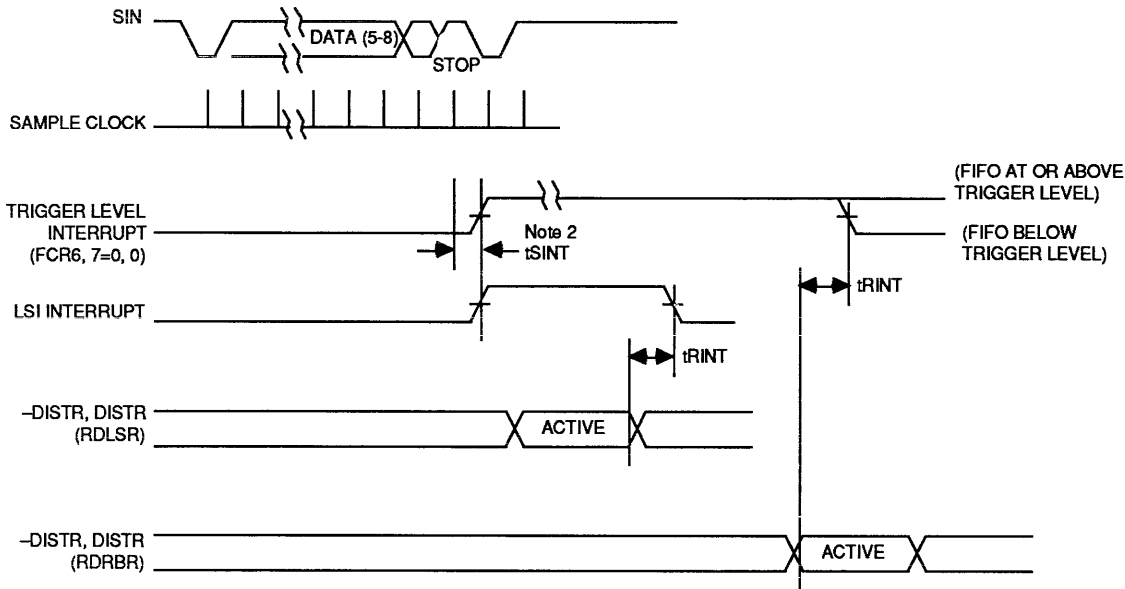 SIN
DATA (5-8)
STOP
SAMPLE CLOCK
(FIFO AT OR ABOVE
TRIGGER LEVEL)
TRIGGER LEVEL
INTERRUPT
(FCR6, 7=0, 0)
Note 2
tSINT
(FIFO BELOW
TRIGGER LEVEL)
tRINT
LSI INTERRUPT
tRINT
–DISTR, DISTR
(RDLSR)
ACTIVE
–DISTR, DISTR
(RDRBR)
ACTIVE